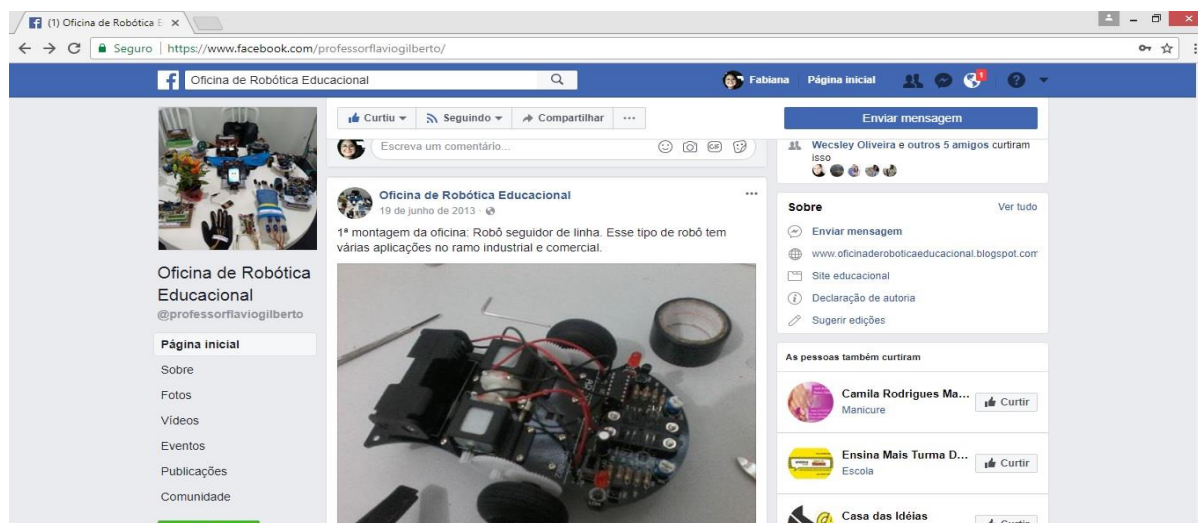 (1) Oficina de Robótica E
Seguro | https://www.facebook.com/professorflaviogilberto/
Oficina de Robótica Educacional
Fabiana
Página inicial
1
Curtiu
Seguindo
Compartilhar
Enviar mensagem
Escreva um comentário...
GIF
Oficina de Robótica
Educacional
@professorflaviogilberto
Página inicial
Sobre
Fotos
Vídeos
Eventos
Publicações
Comunidade
Oficina de Robótica Educacional
19 de junho de 2013
1ª montagem da oficina: Robô seguidor de linha. Esse tipo de robô tem
várias aplicações no ramo industrial e comercial.
Wecsley Oliveira e outros 5 amigos curtiram
isso
Sobre
Ver tudo
Enviar mensagem
www.oficinaderoboticaeducacional.blogspot.com
Site educacional
Declaração de autoria
Sugerir edições
As pessoas também curtiram
Camila Rodrigues Ma...
Manicure
Curtir
Ensina Mais Turma D...
Escola
Curtir
Casa das Idéias
Curtir